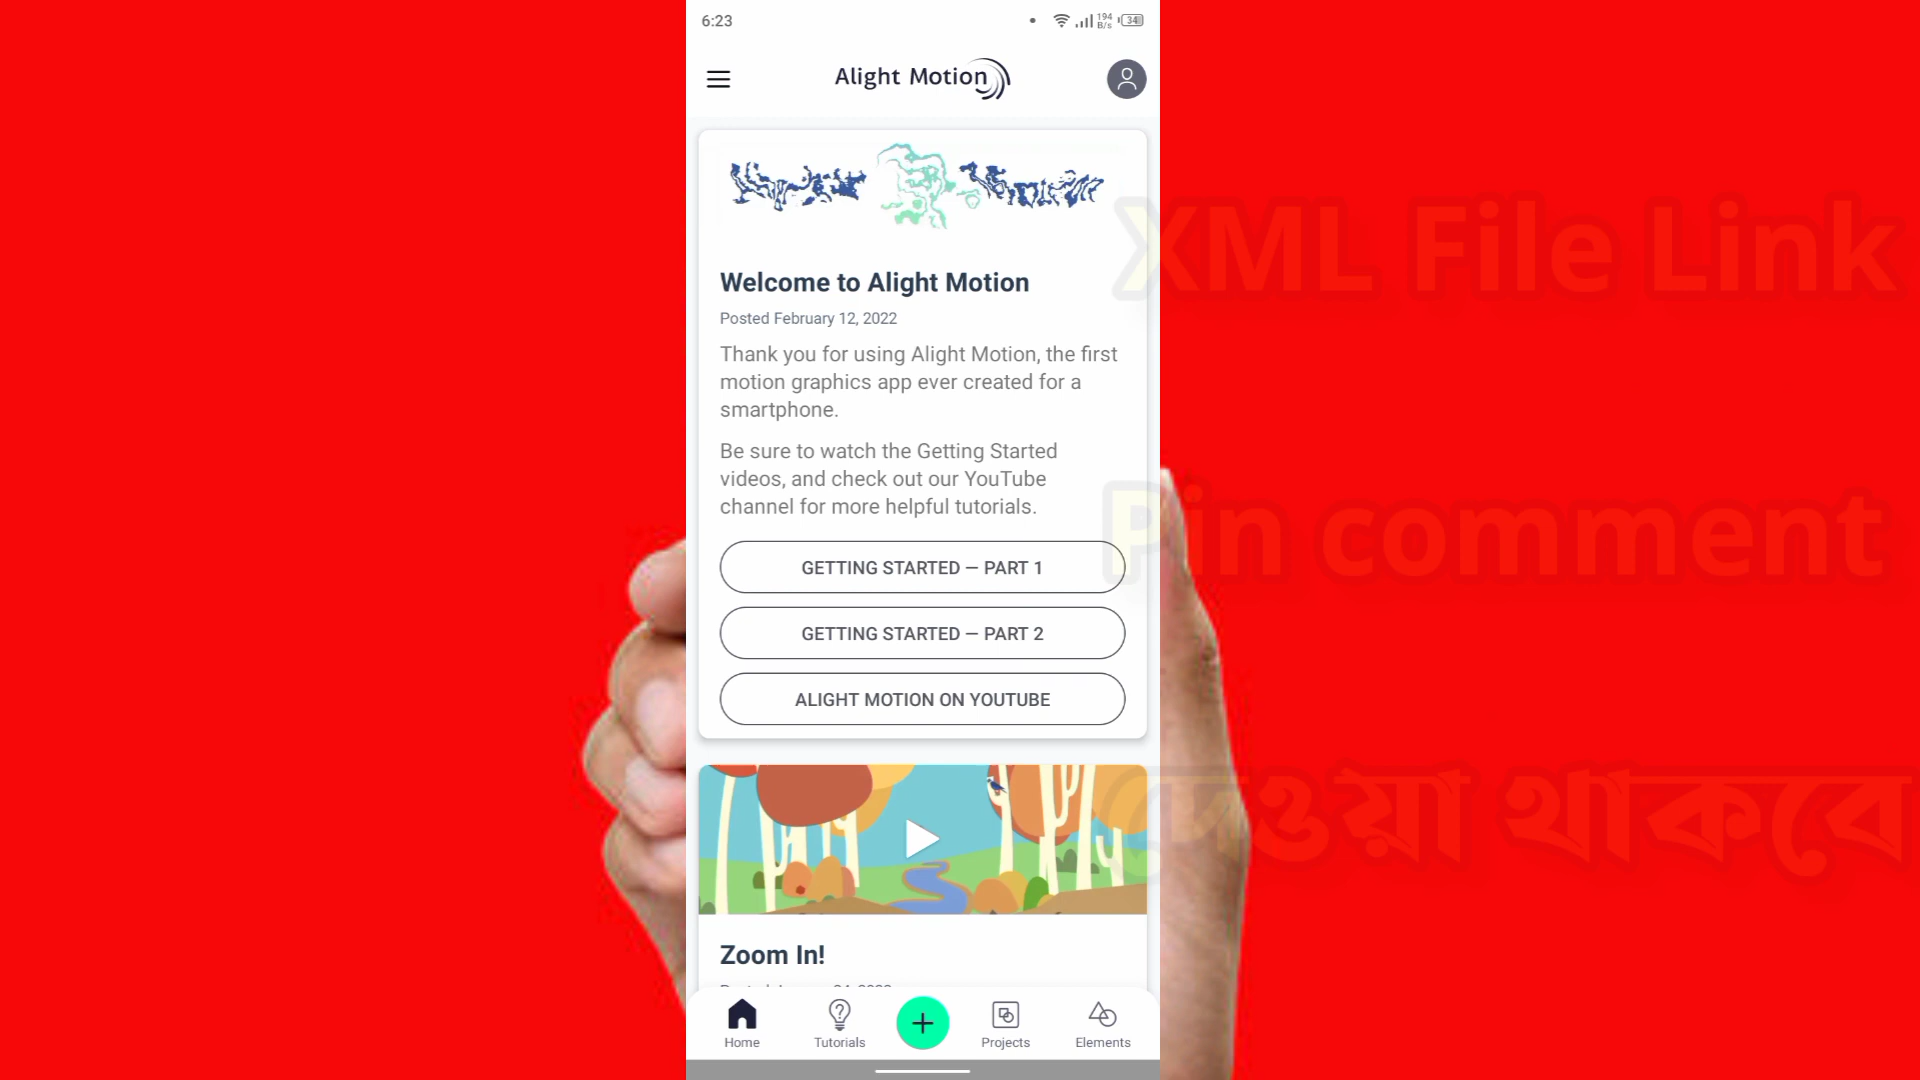 6:23
194
B/s
34
Alight Motion
Welcome to Alight Motion
Posted February 12, 2022
Thank you for using Alight Motion, the first
motion graphics app ever created for a
smartphone.
Be sure to watch the Getting Started
videos, and check out our YouTube
channel for more helpful tutorials.
GETTING STARTED – PART 1
GETTING STARTED – PART 2
ALIGHT MOTION ON YOUTUBE
Zoom In!
Home
Tutorials
Projects
Elements
XML File Link
Pin comment
দেওয়া থাকবে